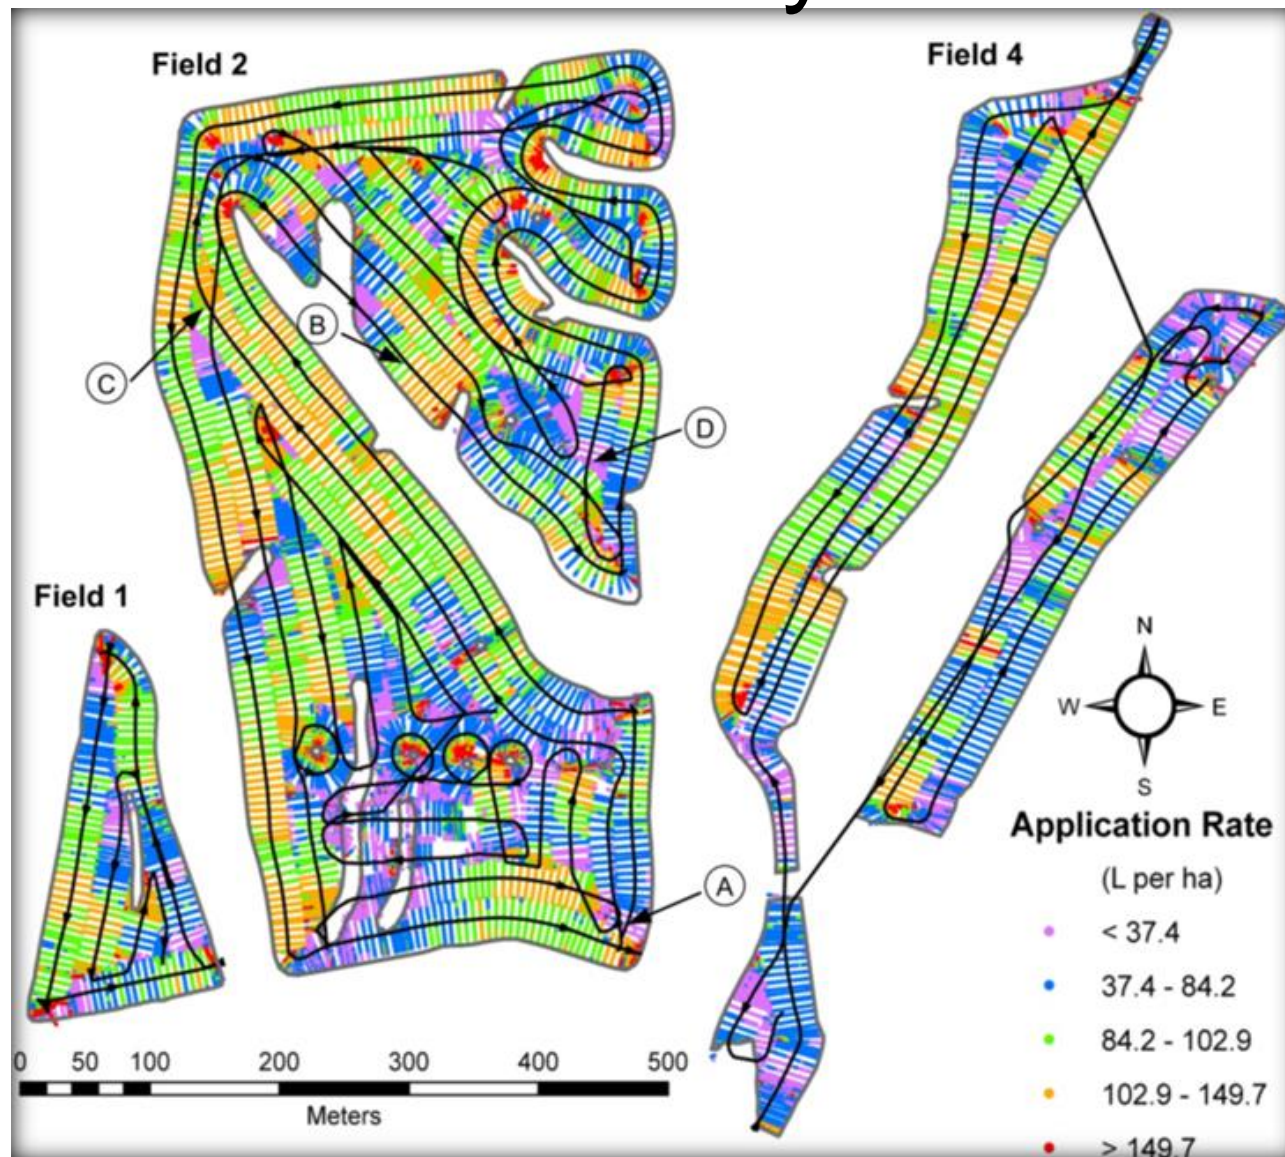 y
Field 2
Field 4
B
C
D
Field 1
N
W E
S
A
Application Rate
(L per ha)
< 37.4
37.4 - 84.2
84.2 - 102.9
102.9 - 149.7
> 149.7
0 50 100 200 300 400 500
Meters